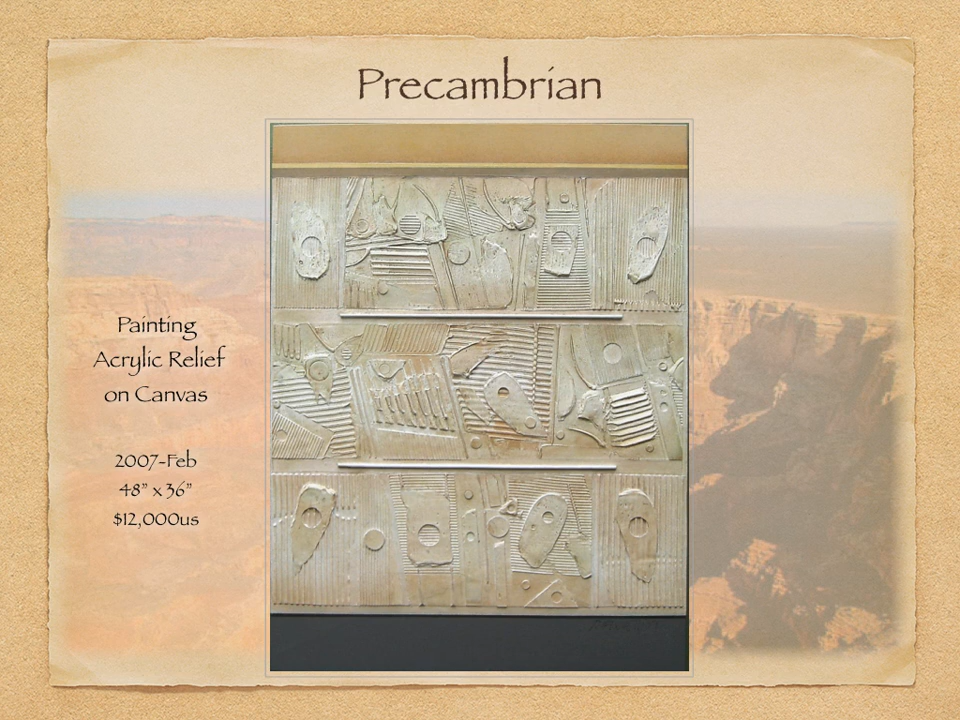 Precambrian
Painting
Acrylic Relief
on Canvas
2007-Feb
48" x 36"
$12,000us